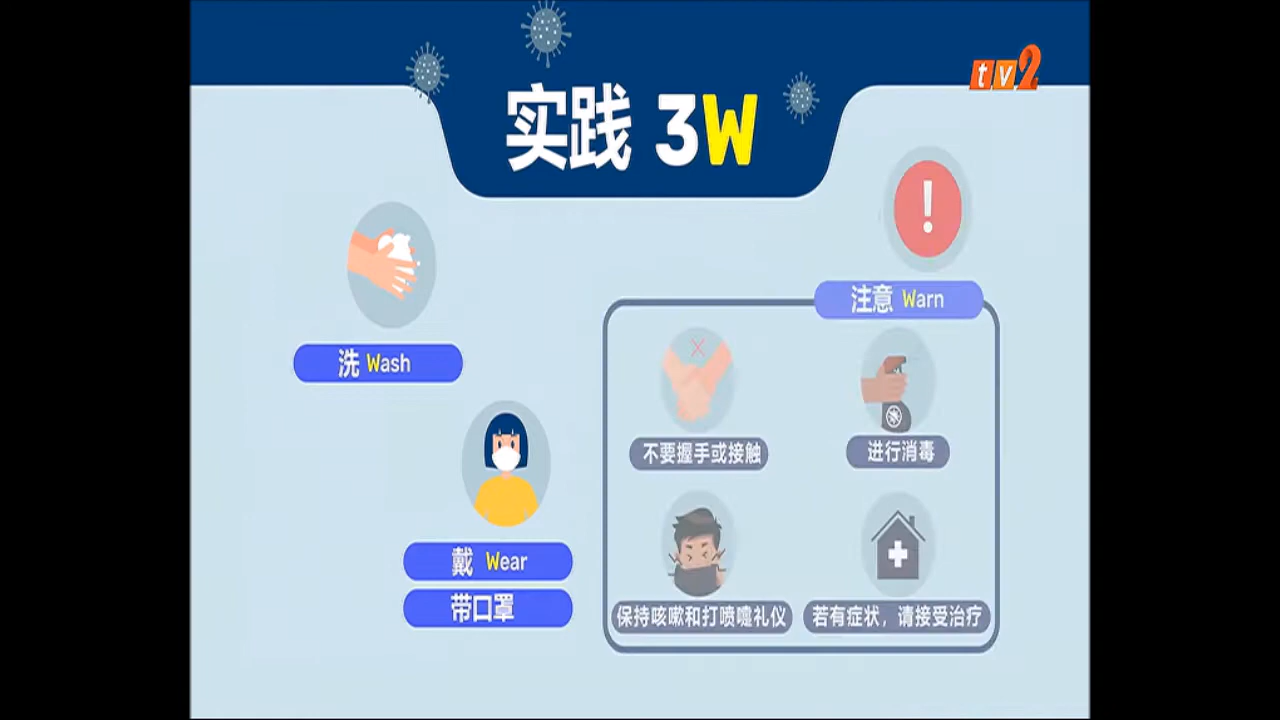 tv2
实践 3W
洗 Wash
戴 Wear
带口罩
注意 Warn
不要握手或接触
进行消毒
保持咳嗽和打喷嚏礼仪
若有症状，请接受治疗